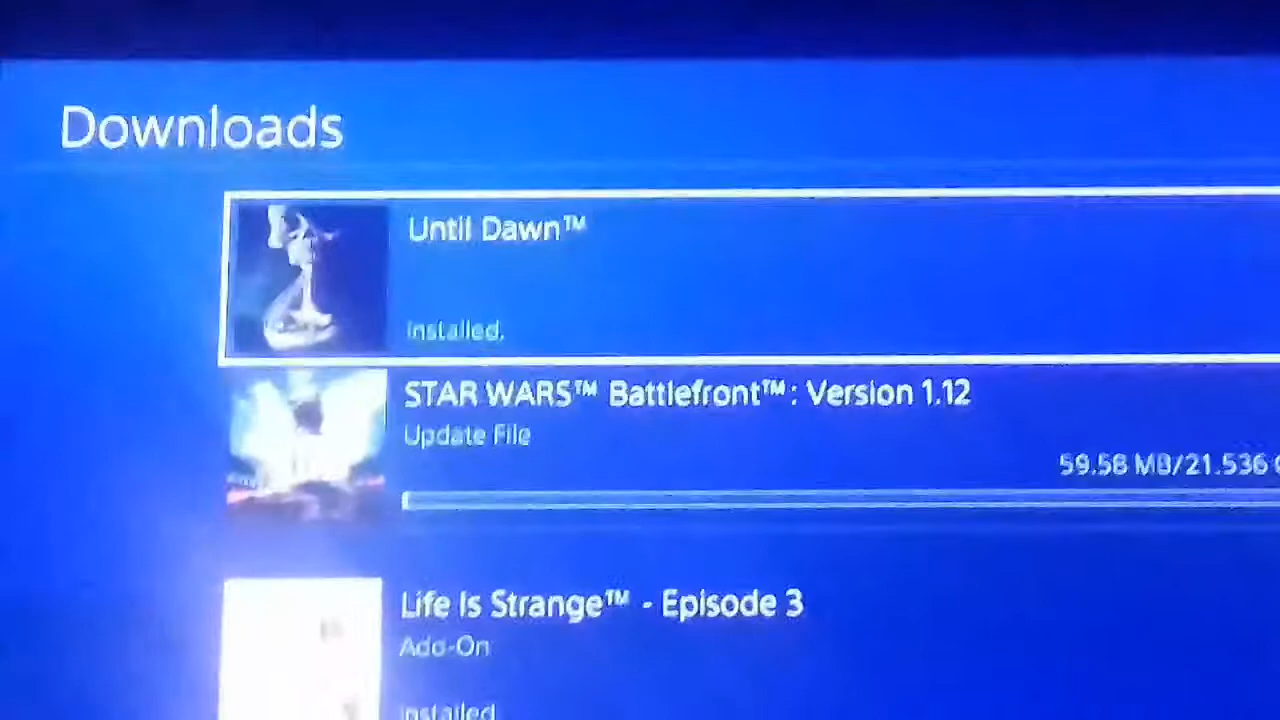 Downloads
Until Dawn™
Installed.
STAR WARS™ Battlefront™: Version 1.12
Update File
59.58 MB/21.536
Life Is Strange™ - Episode 3
Add-On
Installed